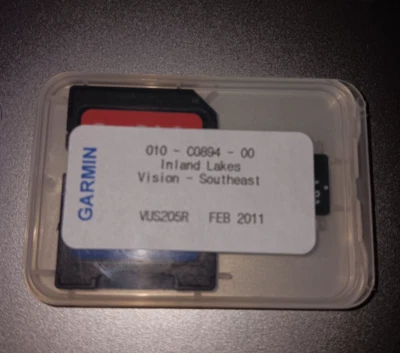 GARMIN
010 - C0894 - 00
Inland Lakes
Vision - Southeast
VUS205R FEB 2011